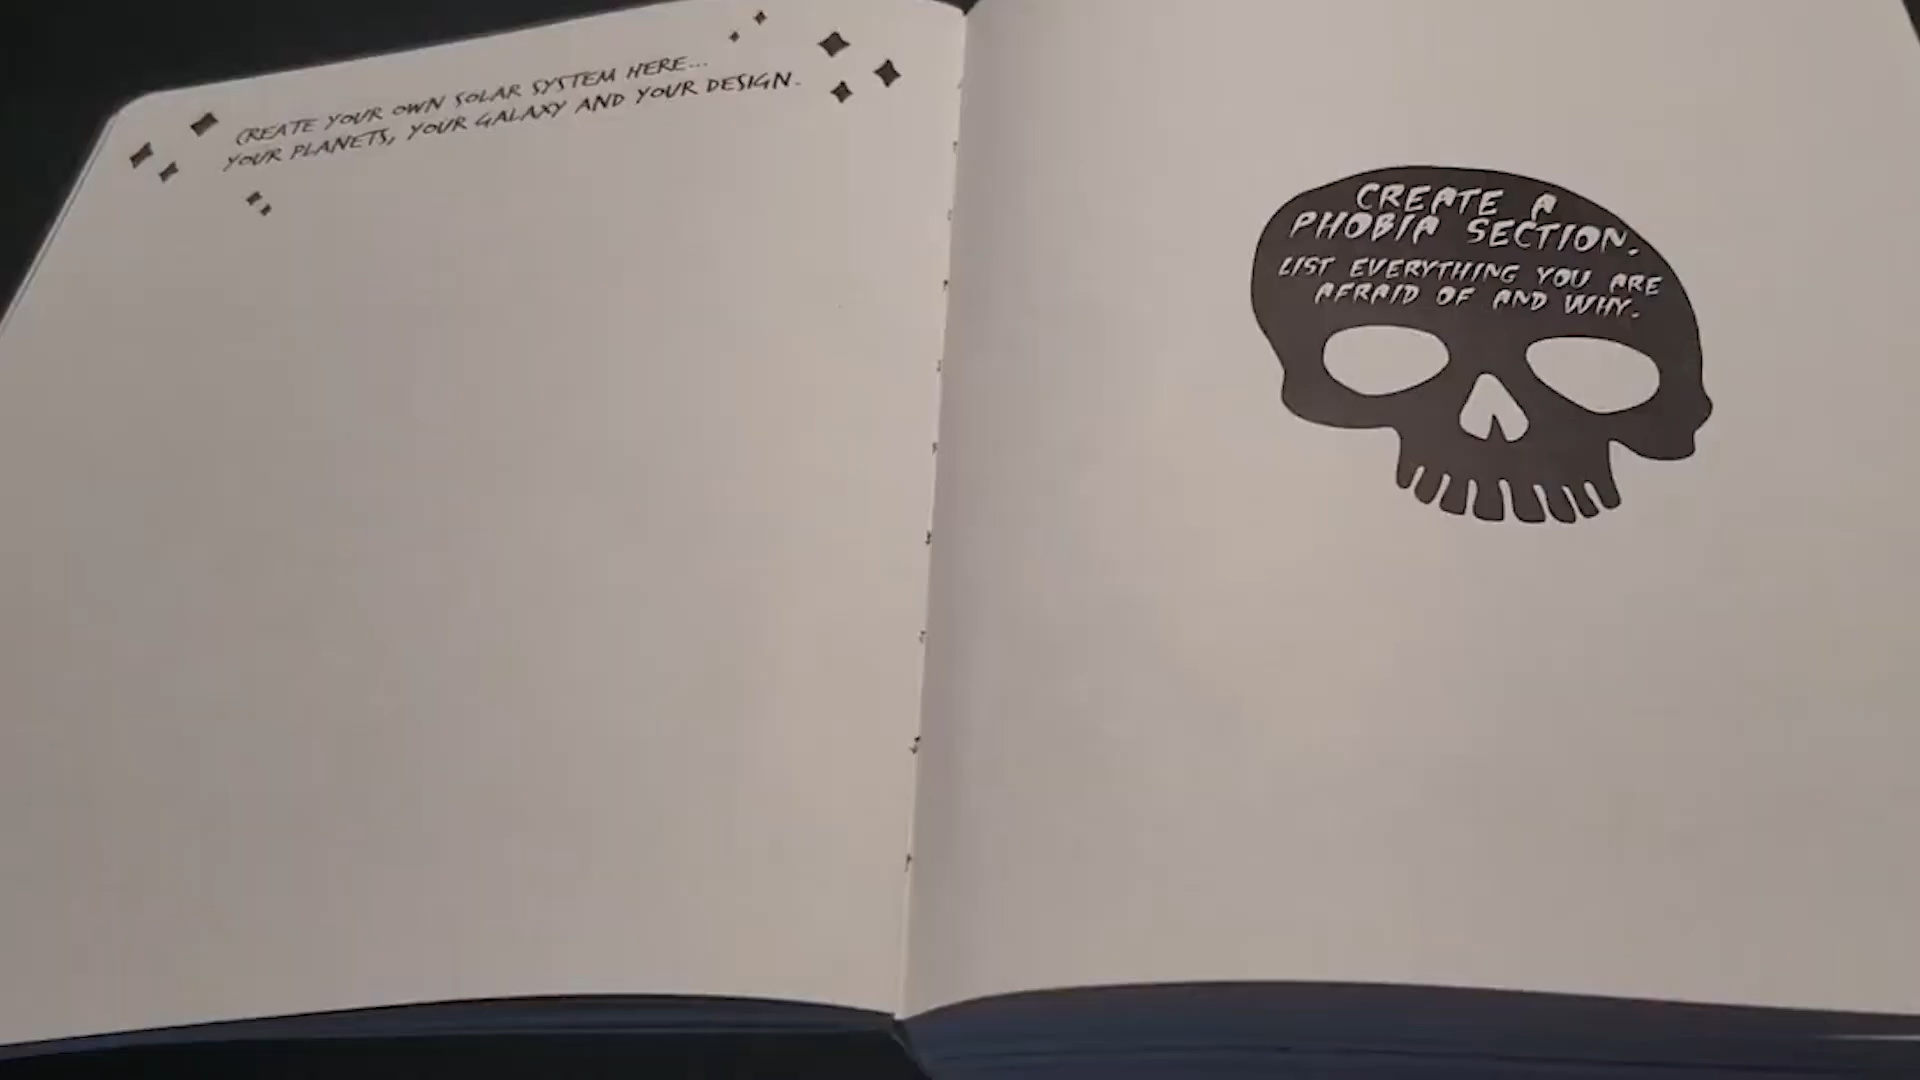 CREATE YOUR OWN SOLAR SYSTEM HERE...
YOUR PLANETS, YOUR GALAXY AND YOUR DESIGN.
CREATE A
PHOBIA SECTION.
LIST EVERYTHING YOU ARE
AFRAID OF AND WHY.